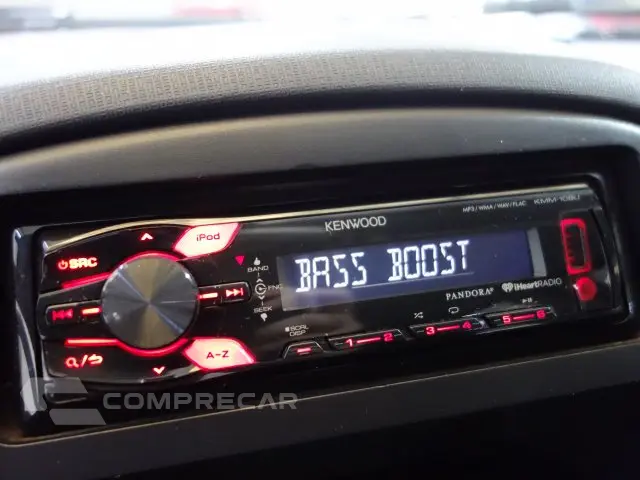 MP3 / WMA / WAV / FLAC
KENWOOD
iPod
SRC
BAND
FNC
SEEK
BASS BOOST
PANDORA
iHeartRADIO
SCRL
DISP
A-Z
1 2 3 4 5 6
COMPRECAR